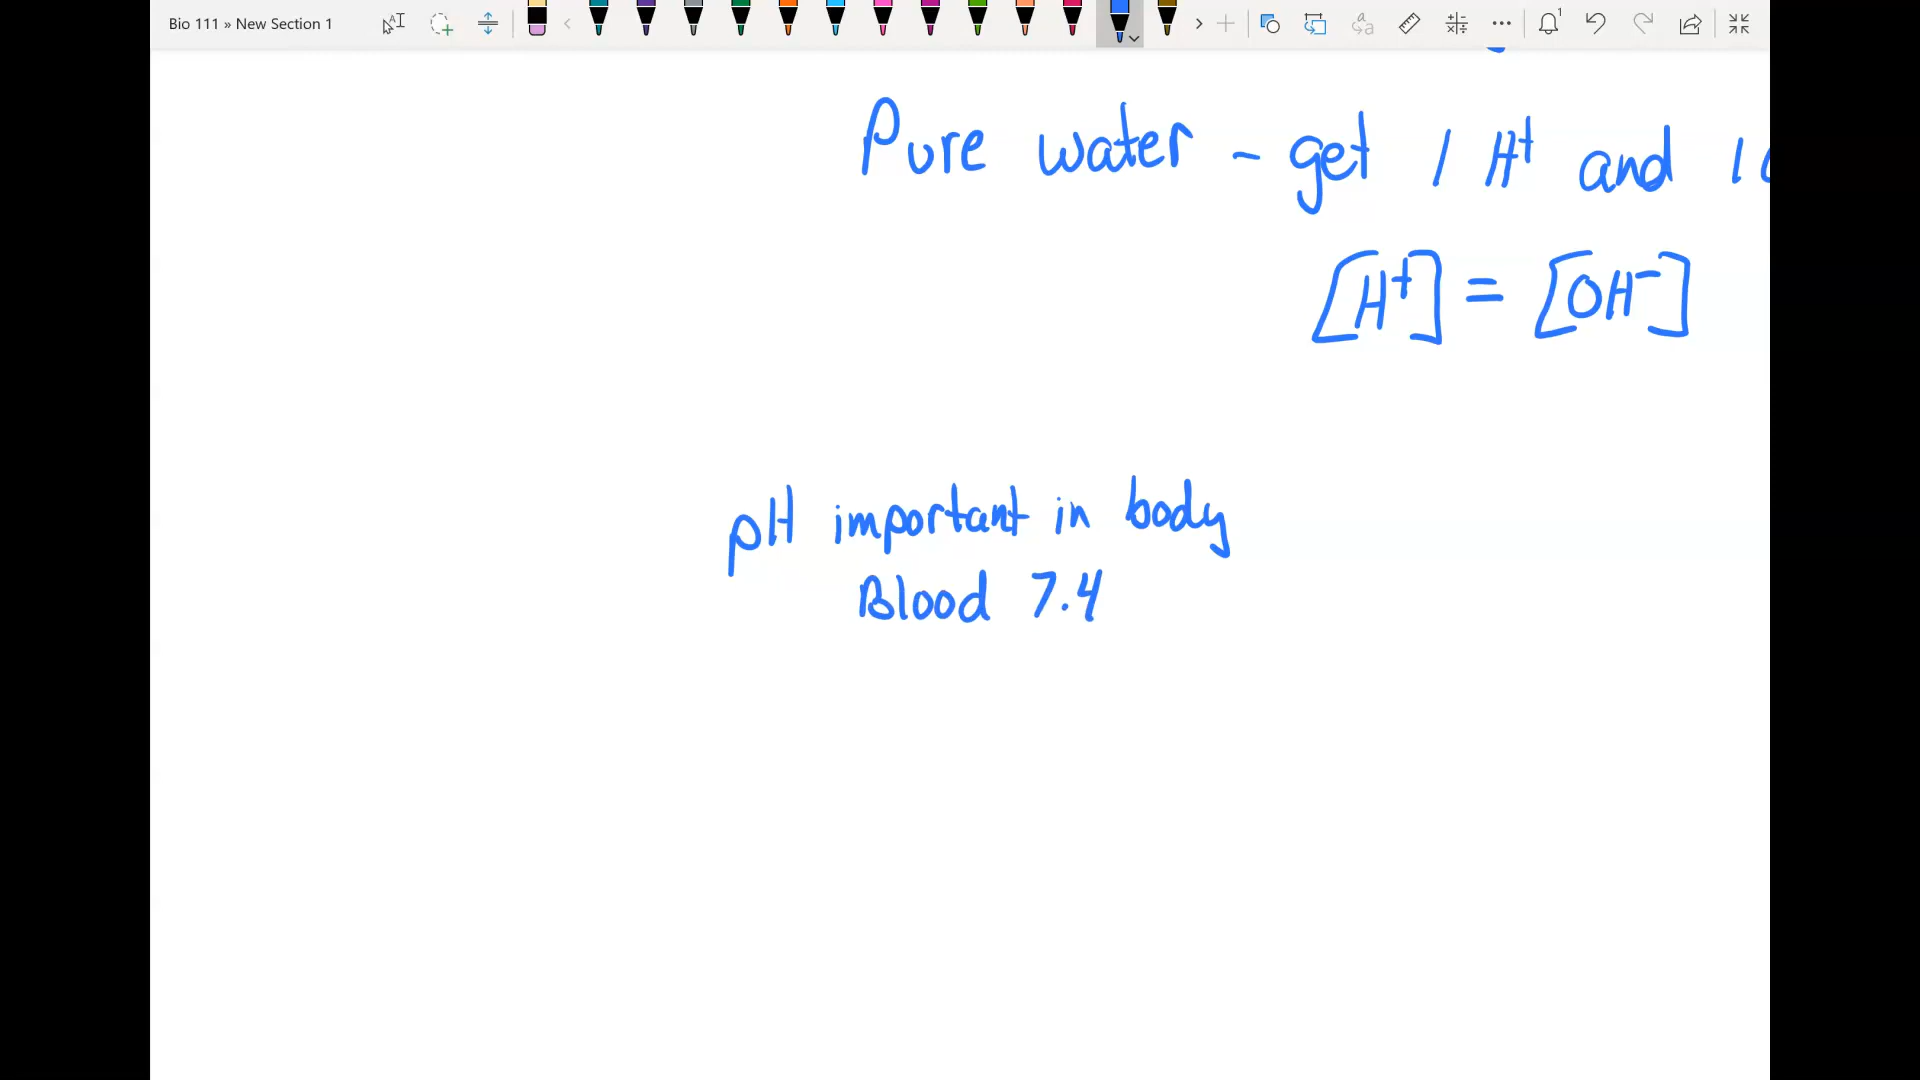 Bio 111 » New Section 1
Pure water - get 1 H⁺ and 1
[H⁺] = [OH⁻]
pH important in body
Blood 7.4